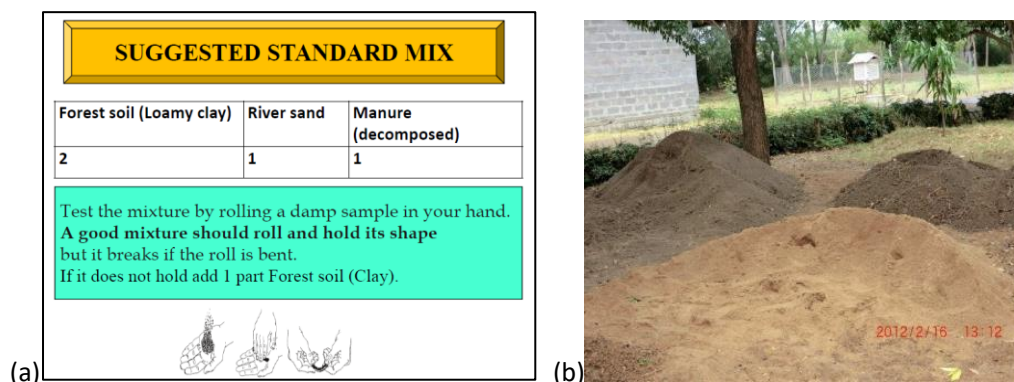 SUGGESTED STANDARD MIX
Forest soil (Loamy clay) River sand Manure
(decomposed)
2 1 1
Test the mixture by rolling a damp sample in your hand.
A good mixture should roll and hold its shape
but it breaks if the roll is bent.
If it does not hold add 1 part Forest soil (Clay).
(a)
2012/2/16 13:12
(b)